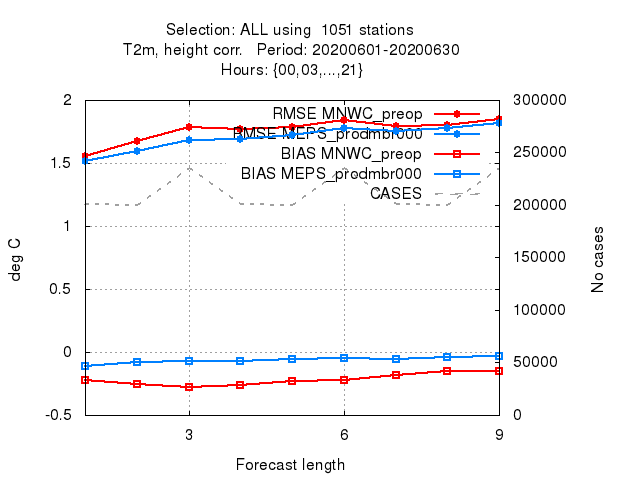 Selection: ALL using  1051 stations
T2m, height corr.   Period: 20200601-20200630
Hours: {00,03,...,21}
2
1.5
1
0.5
0
-0.5
deg C
RMSE MNWC_preop
RMSE MEPS_prodmbr000
BIAS MNWC_preop
BIAS MEPS_prodmbr000
CASES
300000
250000
200000
150000
100000
50000
0
No cases
3 6 9
Forecast length